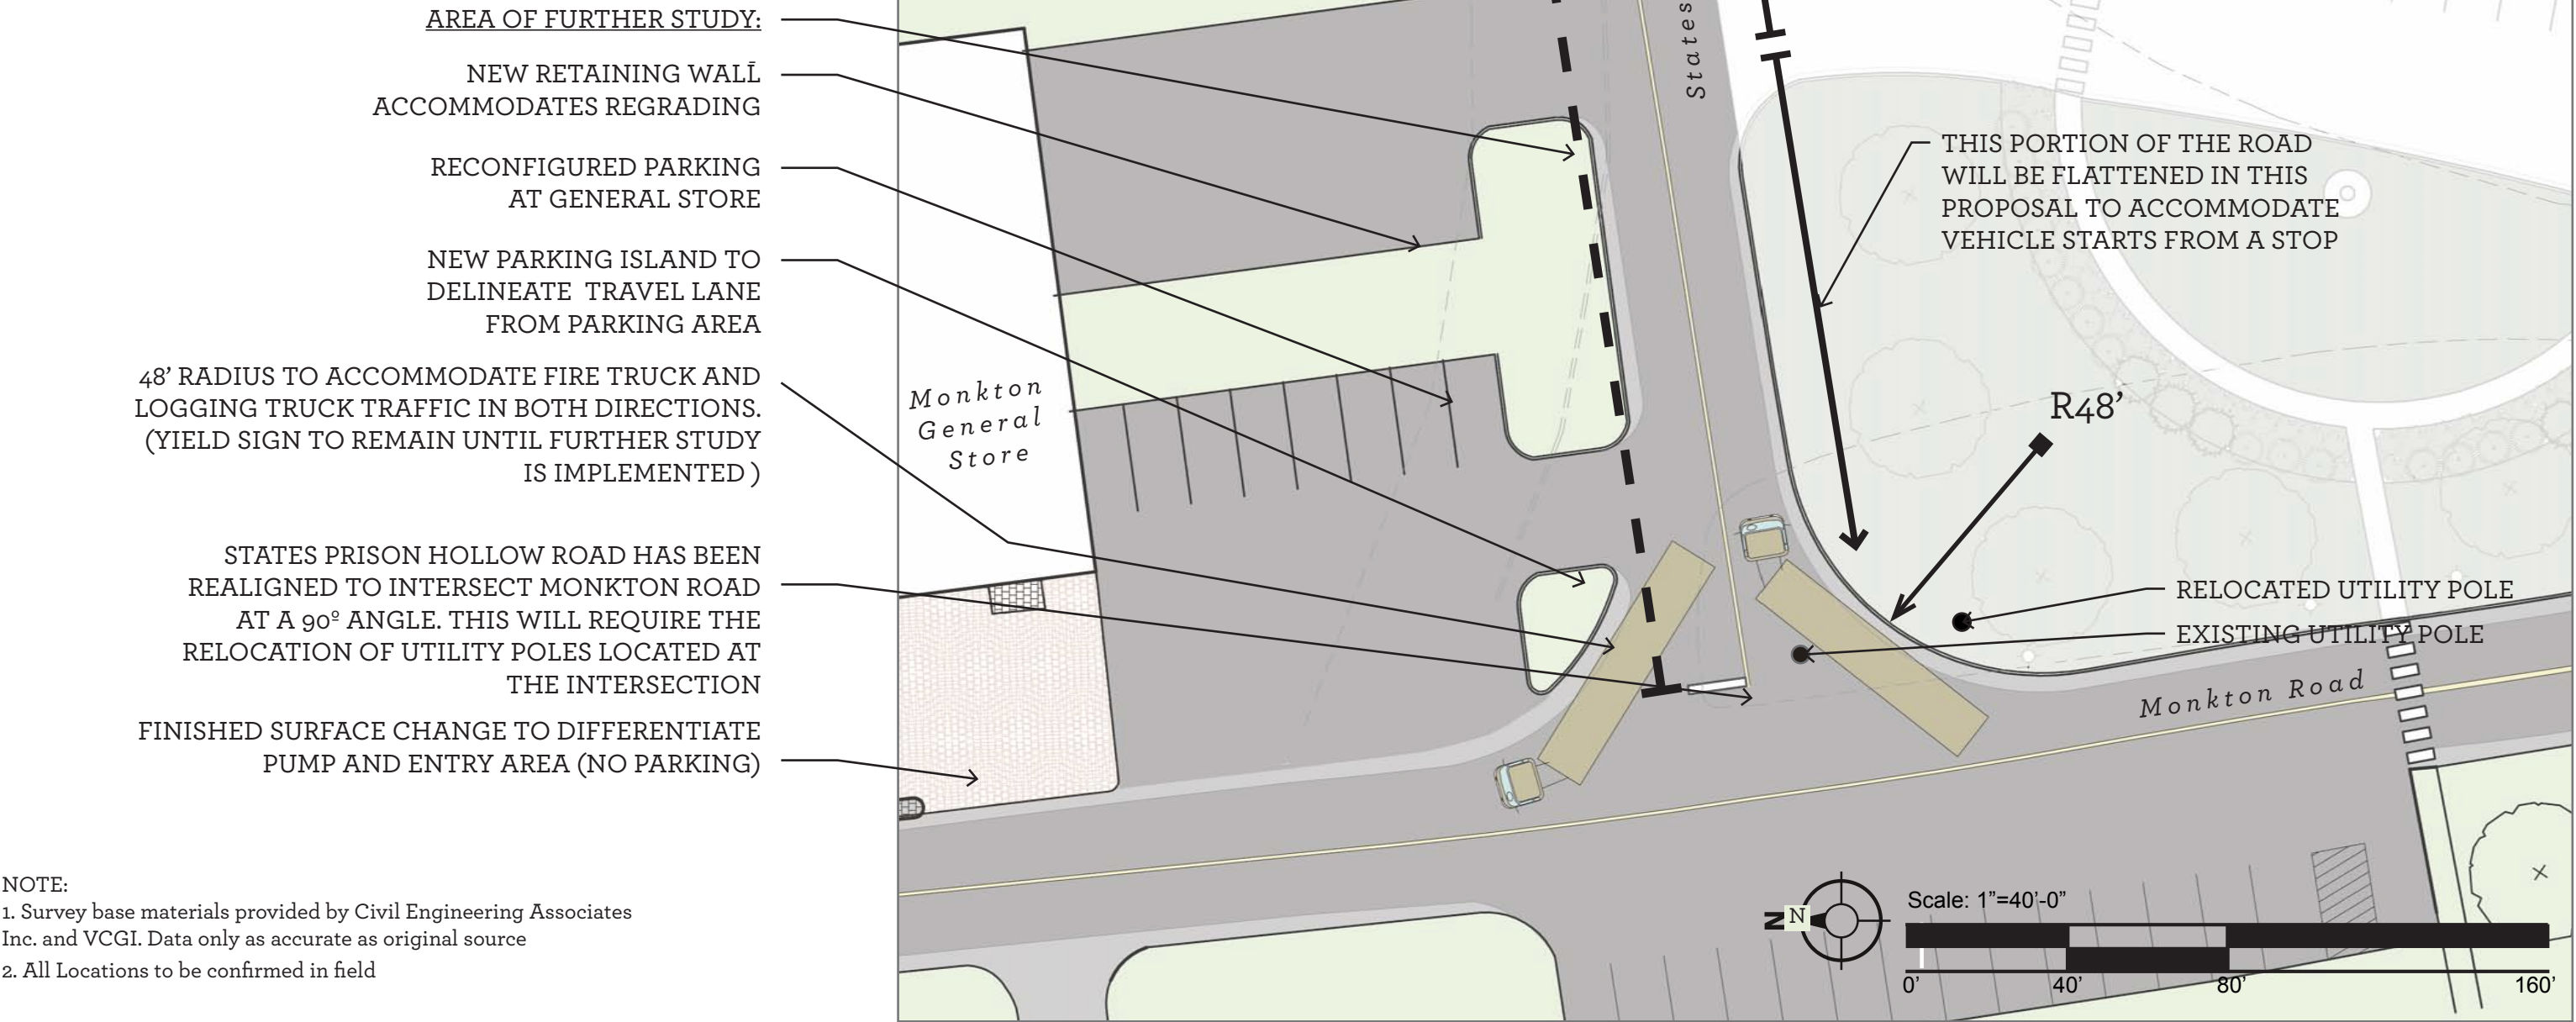 AREA OF FURTHER STUDY:
NEW RETAINING WALL
ACCOMMODATES REGRADING
RECONFIGURED PARKING
AT GENERAL STORE
NEW PARKING ISLAND TO
DELINEATE TRAVEL LANE
FROM PARKING AREA
48’ RADIUS TO ACCOMMODATE FIRE TRUCK AND
LOGGING TRUCK TRAFFIC IN BOTH DIRECTIONS.
(YIELD SIGN TO REMAIN UNTIL FURTHER STUDY
IS IMPLEMENTED )
STATES PRISON HOLLOW ROAD HAS BEEN
REALIGNED TO INTERSECT MONKTON ROAD
AT A 90º ANGLE. THIS WILL REQUIRE THE
RELOCATION OF UTILITY POLES LOCATED AT
THE INTERSECTION
FINISHED SURFACE CHANGE TO DIFFERENTIATE
PUMP AND ENTRY AREA (NO PARKING)
NOTE:
1. Survey base materials provided by Civil Engineering Associates
Inc. and VCGI. Data only as accurate as original source
2. All Locations to be confirmed in field
Monkton
General
Store
States
THIS PORTION OF THE ROAD
WILL BE FLATTENED IN THIS
PROPOSAL TO ACCOMMODATE
VEHICLE STARTS FROM A STOP
R48’
RELOCATED UTILITY POLE
EXISTING UTILITY POLE
Monkton Road
N N
Scale: 1”=40’-0”
0’ 40’ 80’ 160’